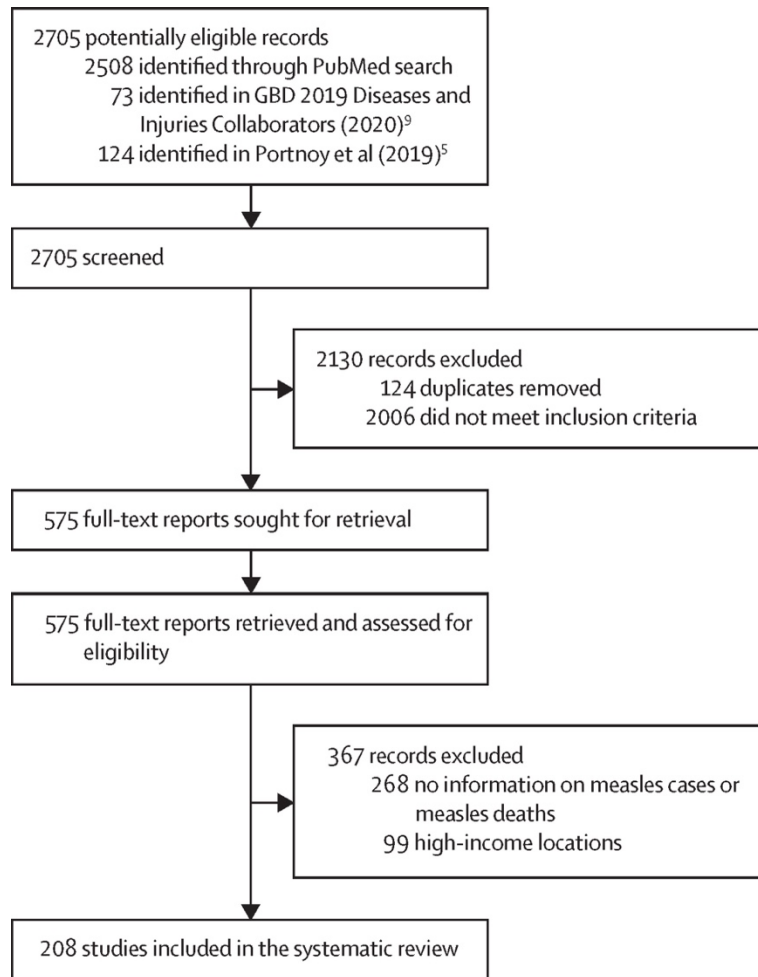 2705 potentially eligible records
2508 identified through PubMed search
73 identified in GBD 2019 Diseases and
Injuries Collaborators (2020)⁹
124 identified in Portnoy et al (2019)⁵
2705 screened
2130 records excluded
124 duplicates removed
2006 did not meet inclusion criteria
575 full-text reports sought for retrieval
575 full-text reports retrieved and assessed for
eligibility
367 records excluded
268 no information on measles cases or
measles deaths
99 high-income locations
208 studies included in the systematic review